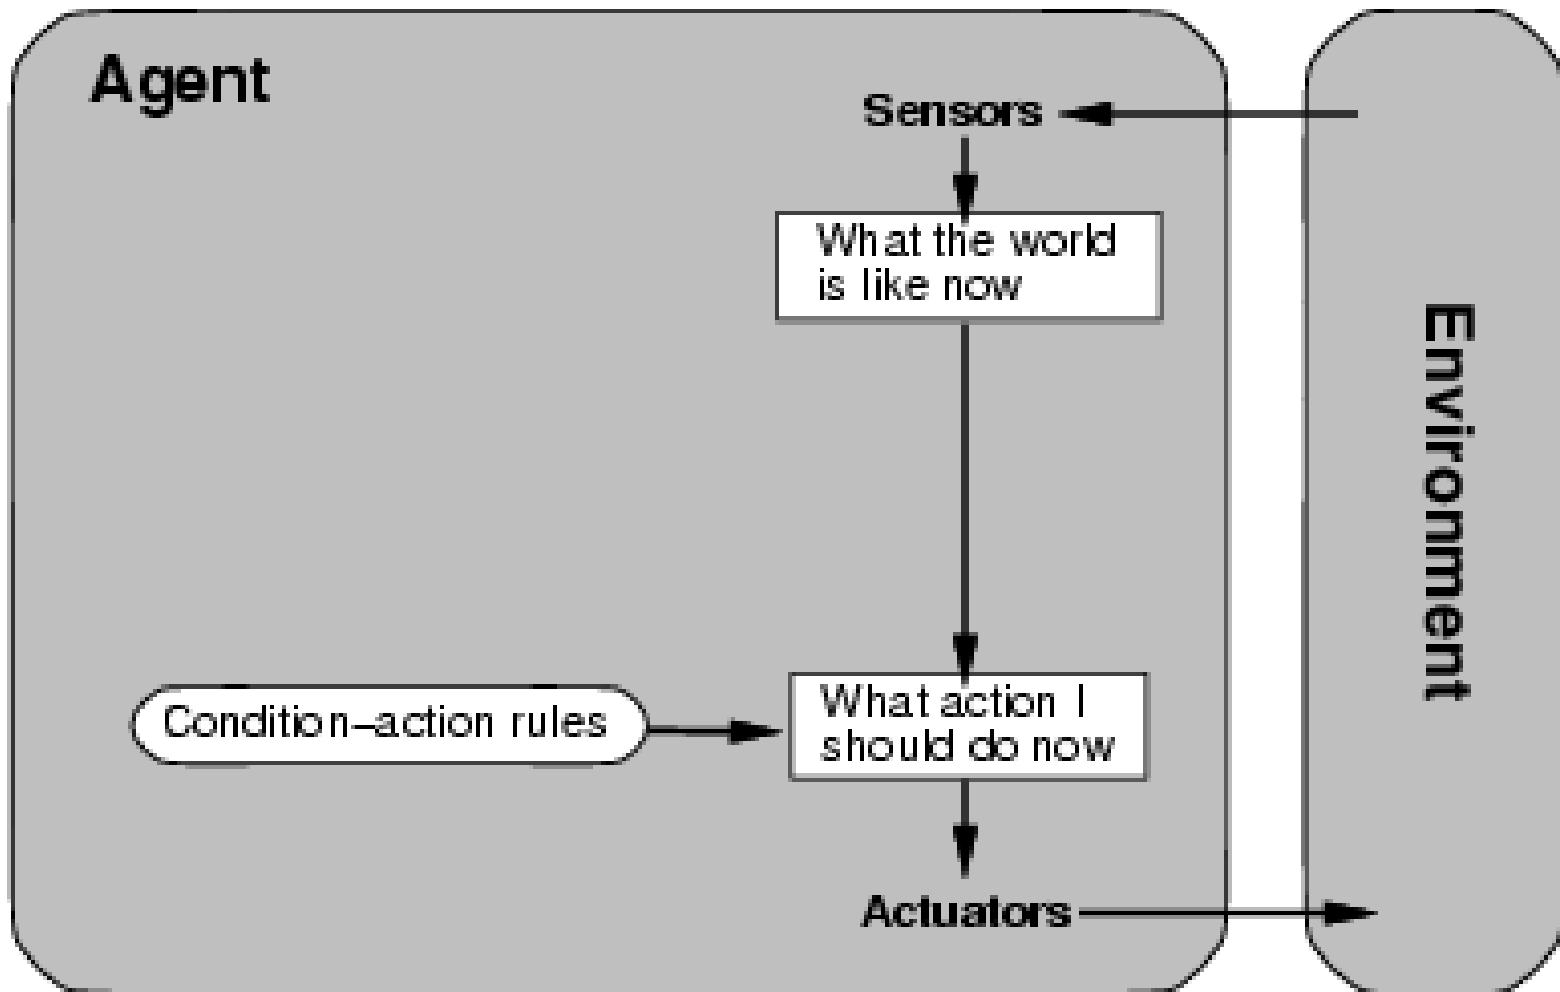 Agent
Sensors
What the world
is like now
Environment
Condition–action rules
What action I
should do now
Actuators